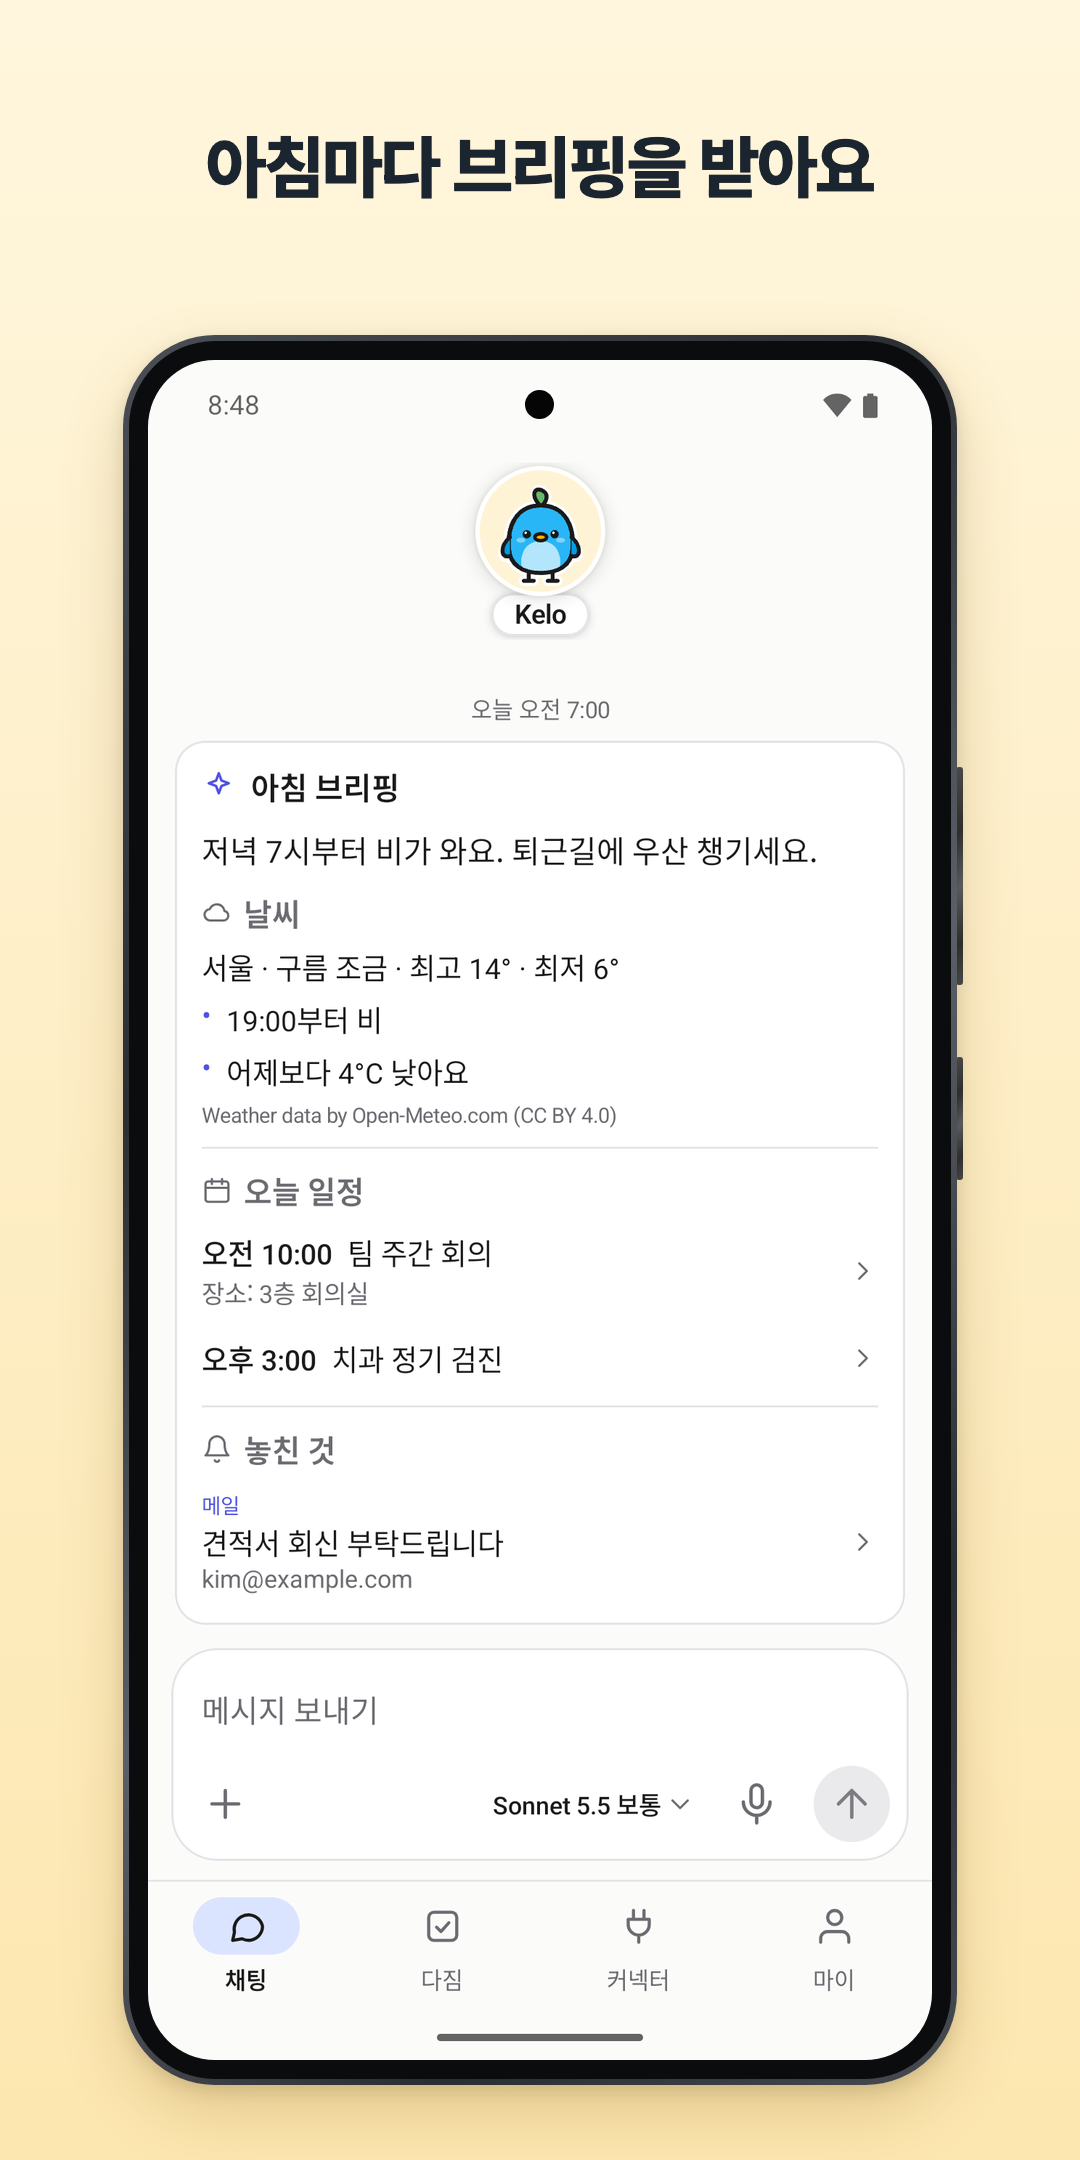 아침마다 브리핑을 받아요
8:48
Kelo
오늘 오전 7:00
아침 브리핑
저녁 7시부터 비가 와요. 퇴근길에 우산 챙기세요.
날씨
서울 · 구름 조금 · 최고 14° · 최저 6°
• 19:00부터 비
• 어제보다 4°C 낮아요
Weather data by Open-Meteo.com (CC BY 4.0)
오늘 일정
오전 10:00 팀 주간 회의
장소: 3층 회의실
오후 3:00 치과 정기 검진
놓친 것
메일
견적서 회신 부탁드립니다
kim@example.com
메시지 보내기
Sonnet 5.5 보통
채팅
다짐
커넥터
마이